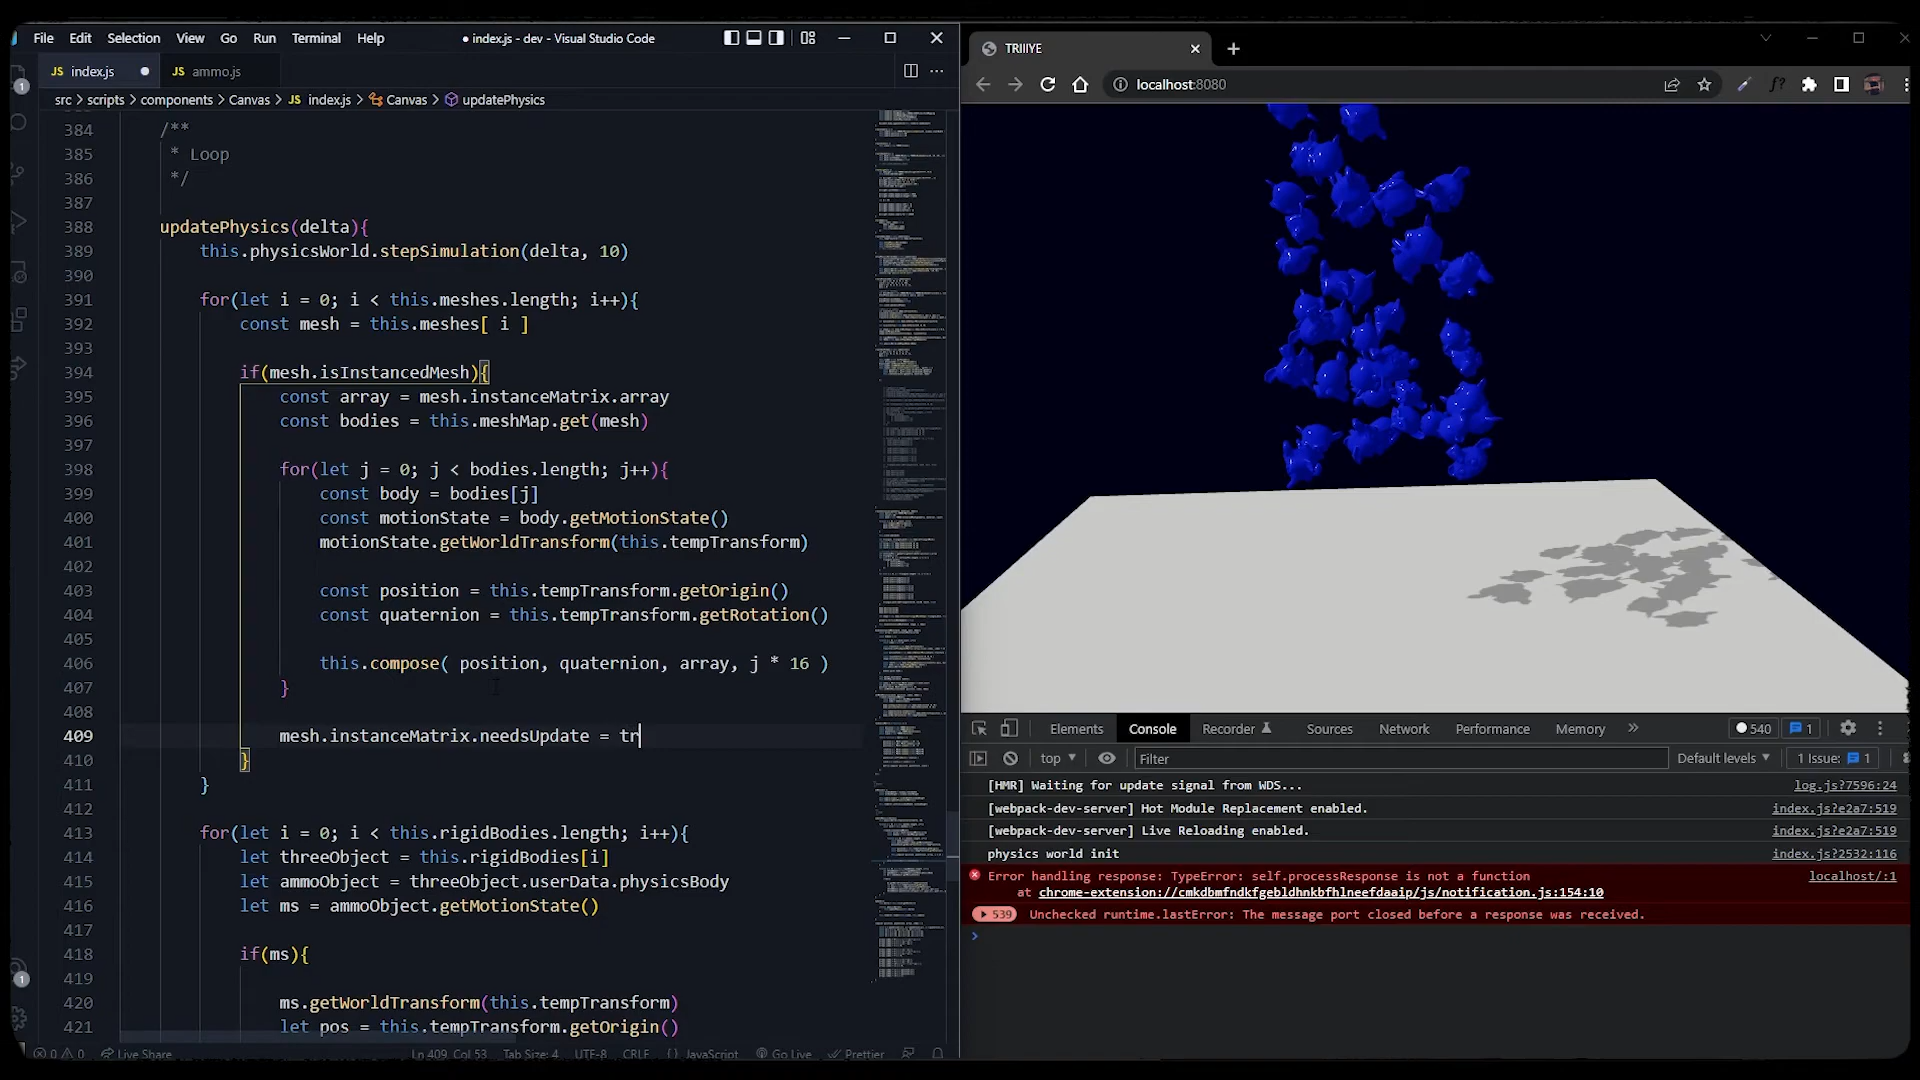 File Edit Selection View Go Run Terminal Help
● index.js - dev - Visual Studio Code
JS index.js ●
JS ammo.js
src > scripts > components > Canvas > JS index.js > Canvas > updatePhysics
384 /**
385 * Loop
386 */
387
388 updatePhysics(delta){
389 this.physicsWorld.stepSimulation(delta, 10)
390
391 for(let i = 0; i < this.meshes.length; i++){
392 const mesh = this.meshes[ i ]
393
394 if(mesh.isInstancedMesh){
395 const array = mesh.instanceMatrix.array
396 const bodies = this.meshMap.get(mesh)
397
398 for(let j = 0; j < bodies.length; j++){
399 const body = bodies[j]
400 const motionState = body.getMotionState()
401 motionState.getWorldTransform(this.tempTransform)
402
403 const position = this.tempTransform.getOrigin()
404 const quaternion = this.tempTransform.getRotation()
405
406 this.compose( position, quaternion, array, j * 16 )
407 }
408
409 mesh.instanceMatrix.needsUpdate = tr
410 }
411 }
412
413 for(let i = 0; i < this.rigidBodies.length; i++){
414 let threeObject = this.rigidBodies[i]
415 let ammoObject = threeObject.userData.physicsBody
416 let ms = ammoObject.getMotionState()
417
418 if(ms){
419
420 ms.getWorldTransform(this.tempTransform)
421 let pos = this.tempTransform.getOrigin()
1
1
0 0 Live Share
Ln 409, Col 53 Tab Size: 4 UTF-8 CRLF {} JavaScript Go Live Prettier
TRIIIYE
localhost:8080
f?
Elements Console Recorder Sources Network Performance Memory » 540 1
top Filter Default levels 1 Issue: 1
[HMR] Waiting for update signal from WDS... log.js?7596:24
[webpack-dev-server] Hot Module Replacement enabled. index.js?e2a7:519
[webpack-dev-server] Live Reloading enabled. index.js?e2a7:519
physics world init index.js?2532:116
Error handling response: TypeError: self.processResponse is not a function localhost/:1
at chrome-extension://cmkdbmfndkfgebldhnkbfhlneefdaaip/js/notification.js:154:10
539 Unchecked runtime.lastError: The message port closed before a response was received.